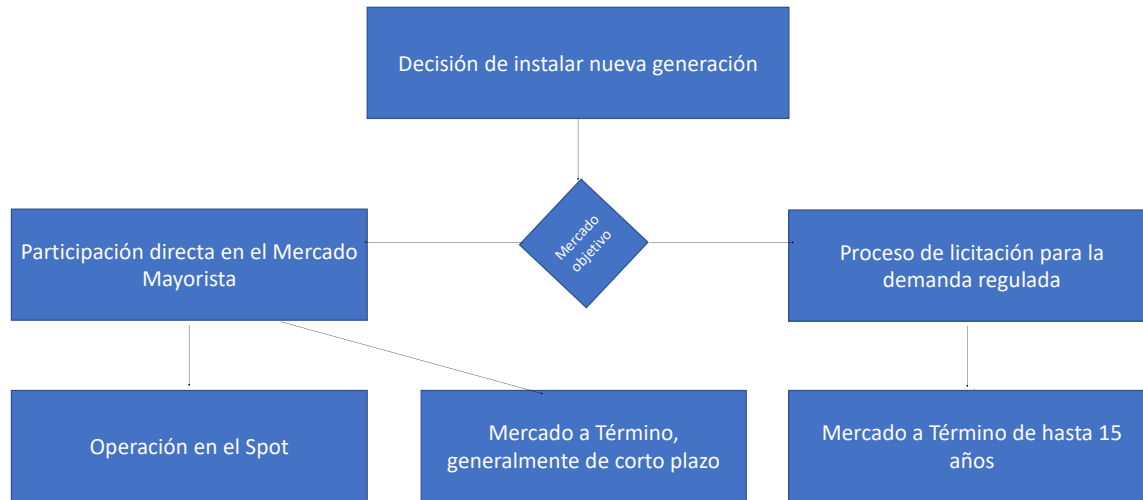 Decisión de instalar nueva generación
Mercado
objetivo
Participación directa en el Mercado
Mayorista
Proceso de licitación para la
demanda regulada
Operación en el Spot
Mercado a Término,
generalmente de corto plazo
Mercado a Término de hasta 15
años